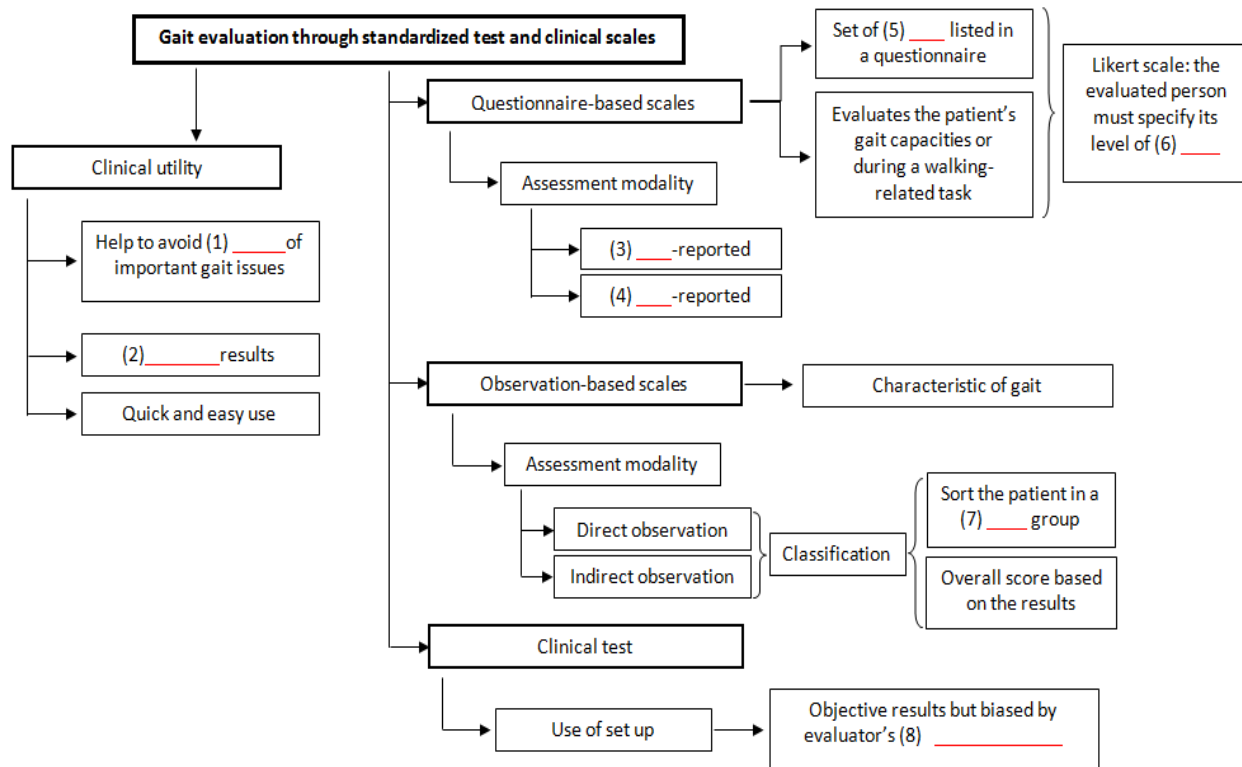 Gait evaluation through standardized test and clinical scales
Clinical utility
Help to avoid (1) ______of
important gait issues
(2)________results
Quick and easy use
Questionnaire-based scales
Set of (5) ____ listed in
a questionnaire
Evaluates the patient's
gait capacities or
during a walking-
related task
Likert scale: the
evaluated person
must specify its
level of (6) ____
Assessment modality
(3) ____-reported
(4) ____-reported
Observation-based scales
Characteristic of gait
Assessment modality
Direct observation
Indirect observation
Classification
Sort the patient in a
(7) ____ group
Overall score based
on the results
Clinical test
Use of set up
Objective results but biased by
evaluator's (8) ______________